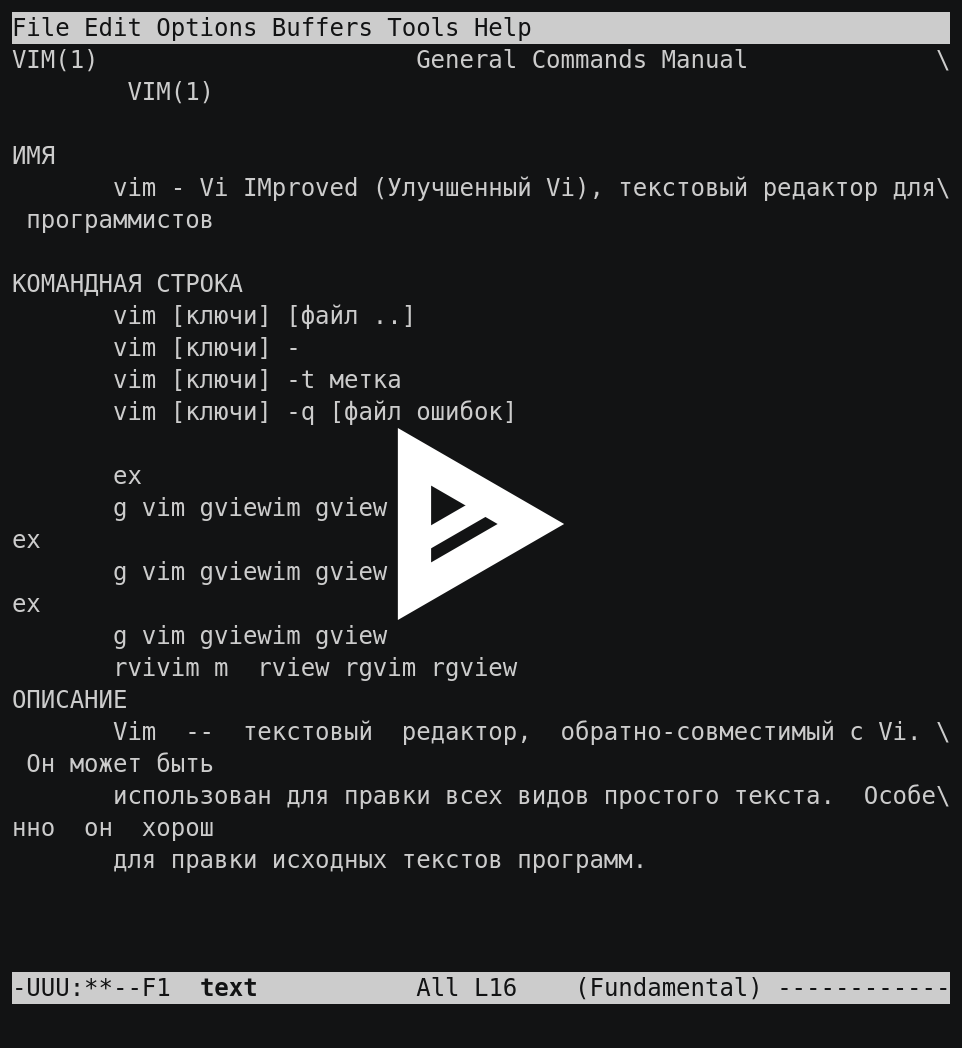 File Edit Options Buffers Tools Help
VIM(1)                      General Commands Manual             \
        VIM(1)
ИМЯ
       vim - Vi IMproved (Улучшенный Vi), текстовый редактор для\
 программистов
КОМАНДНАЯ СТРОКА
       vim [ключи] [файл ..]
       vim [ключи] -
       vim [ключи] -t метка
       vim [ключи] -q [файл ошибок]
       ex
       g vim gviewim gview
ex
       g vim gviewim gview
ex
       g vim gviewim gview
       rvivim m  rview rgvim rgview
ОПИСАНИЕ
       Vim  --  текстовый  редактор,  обратно-совместимый с Vi. \
 Он может быть
       использован для правки всех видов простого текста.  Особе\
нно  он  хорош
       для правки исходных текстов программ.
-UUU:**--F1  text           All L16    (Fundamental) ------------